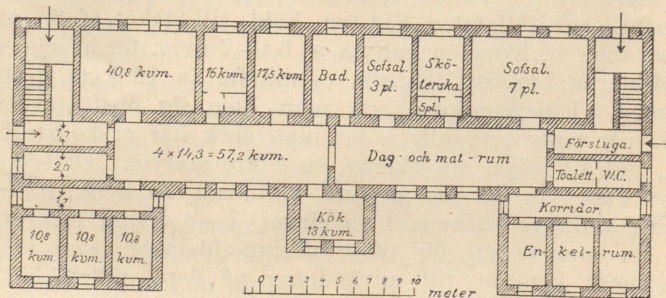 40,8 kvm.
16 kvm.
17,5 kvm
Bad.
Sofsal.
3 pl.
Skö-
terska.
5pl.
Sofsal.
7 pl.
1,7
4 x 14,3 = 57,2 kvm.
Dag- och mat-rum
Förstuga.
2,0
Toalett
W.C.
1,7
Kök
13 kvm.
Korridor.
10,8
kvm
10,8
kvm.
10,8
kvm.
En-
kel-
rum.
0 1 2 3 4 5 6 7 8 9 10
meter